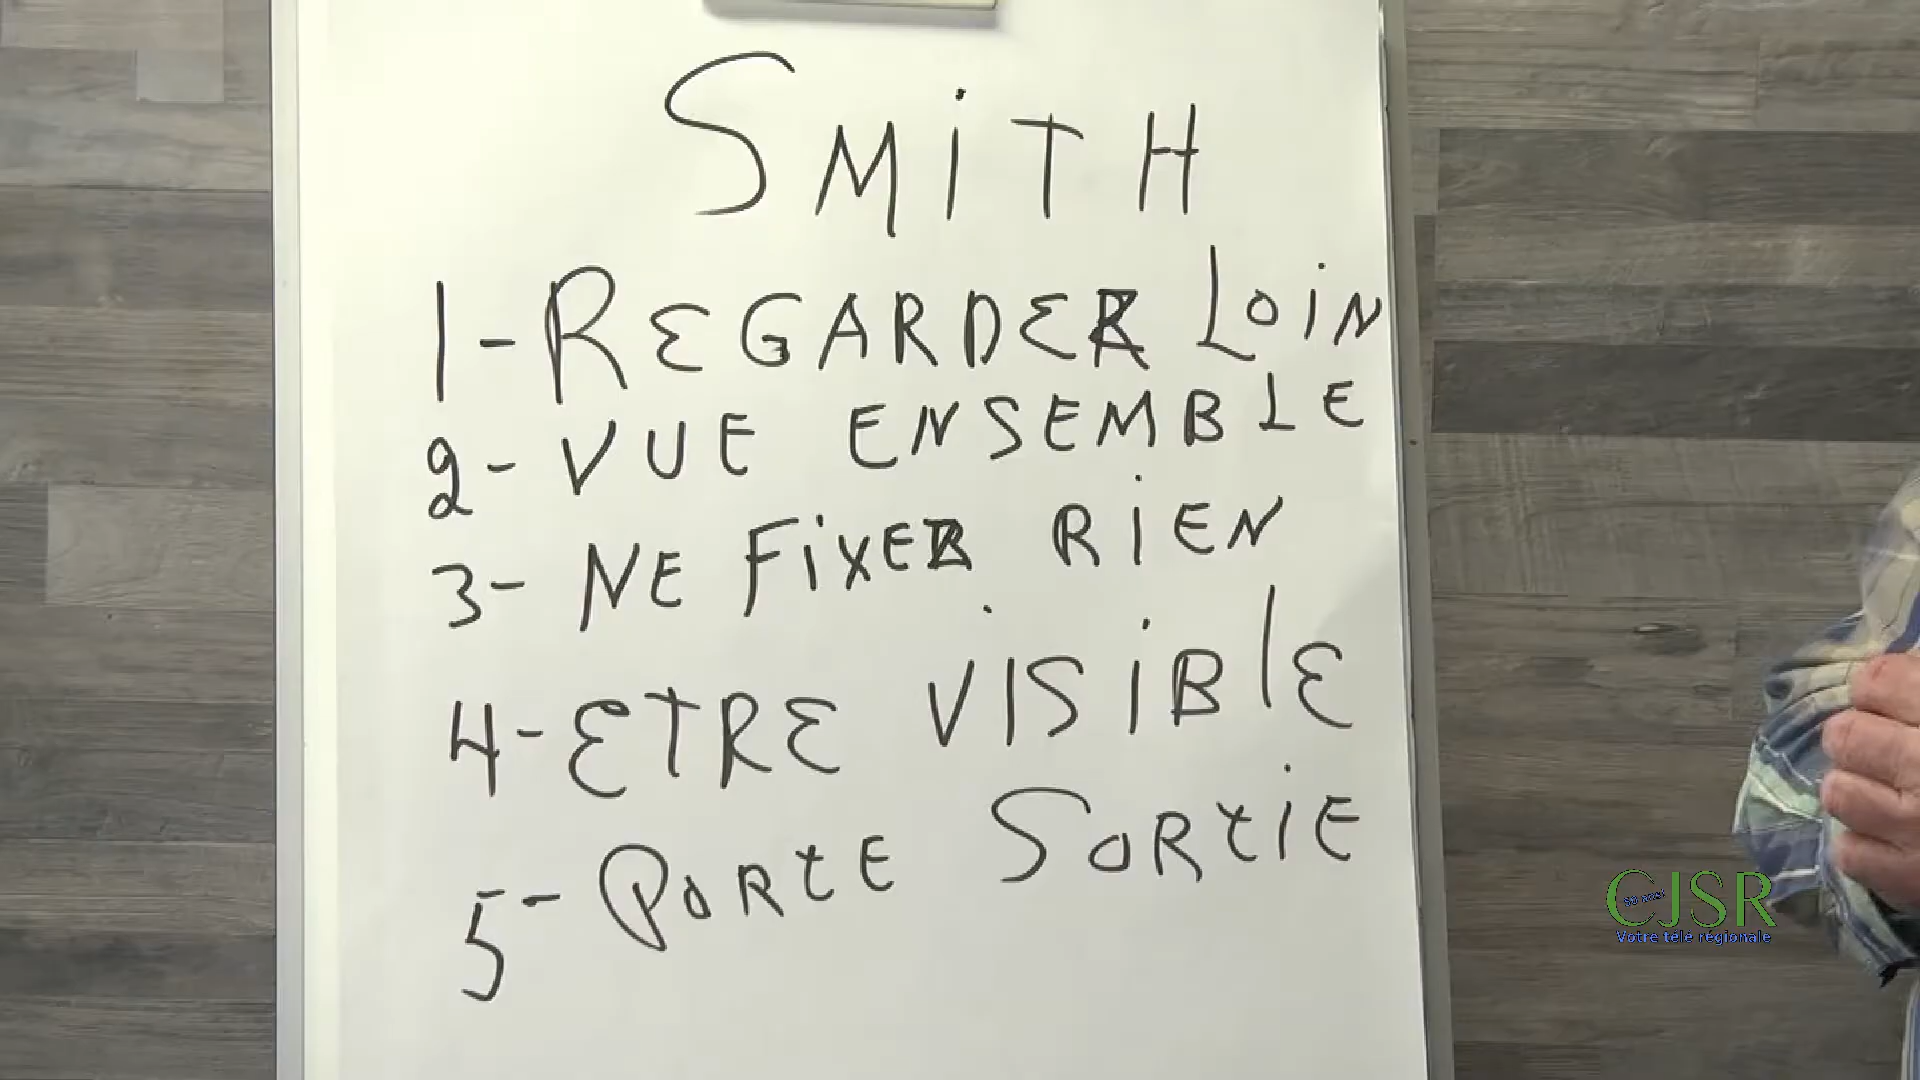 SMiTH
1- REGARDER LOiN
2- VUE ENSEMBLE
3- NE FiXER RiEN
4- ETRE VISiBlE
5- PORtE SORtiE
CJSR
Votre télé régionale